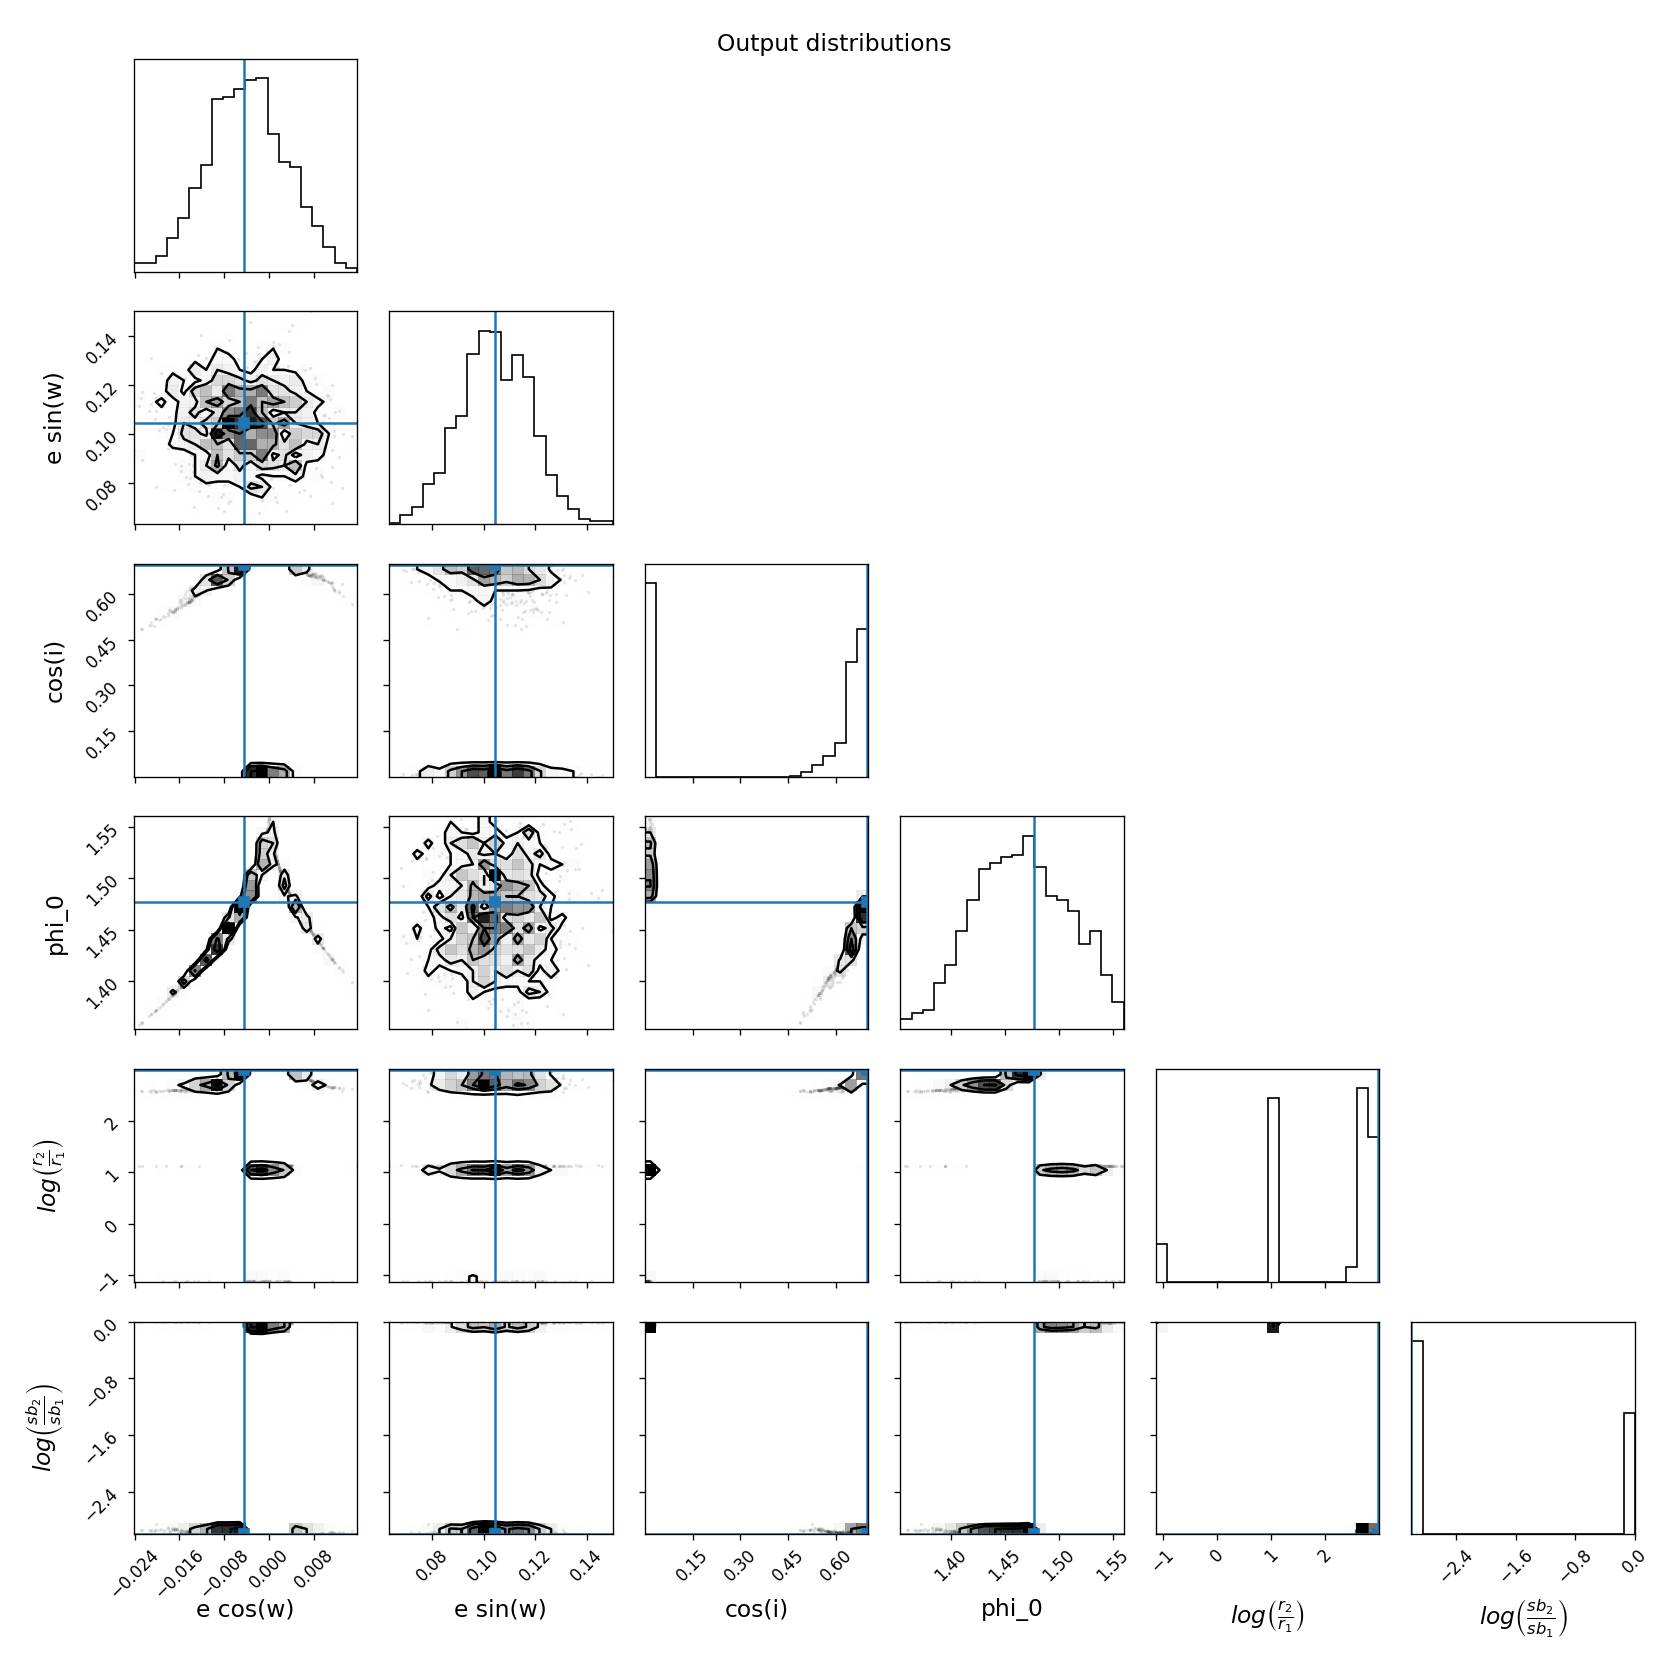 Output distributions
e sin(w)
0.14
0.12
0.10
0.08
cos(i)
0.60
0.45
0.30
0.15
phi_0
1.55
1.50
1.45
1.40
log(r2/r1)
2
1
0
−1
log(sb2/sb1)
0.0
−0.8
−1.6
−2.4
−0.024 −0.016 −0.008 0.000 0.008
0.08 0.10 0.12 0.14
0.15 0.30 0.45 0.60
1.40 1.45 1.50 1.55
−1 0 1 2
−2.4 −1.6 −0.8 0.0
e cos(w) e sin(w) cos(i) phi_0 log(r2/r1) log(sb2/sb1)